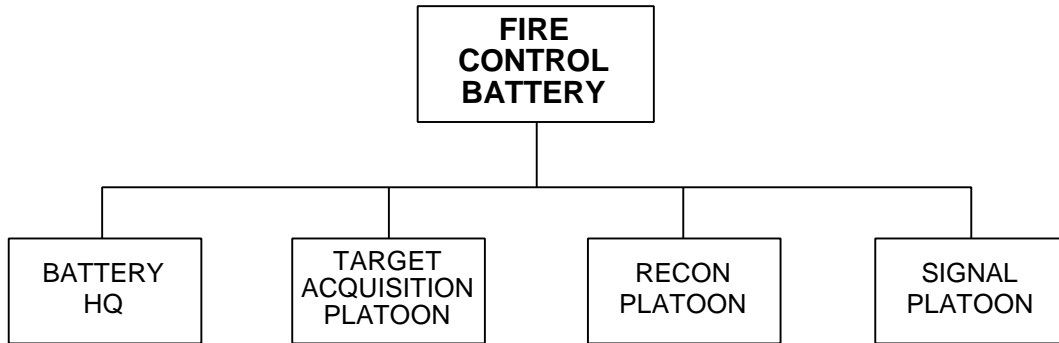 FIRE
CONTROL
BATTERY
BATTERY
HQ
TARGET
ACQUISITION
PLATOON
RECON
PLATOON
SIGNAL
PLATOON